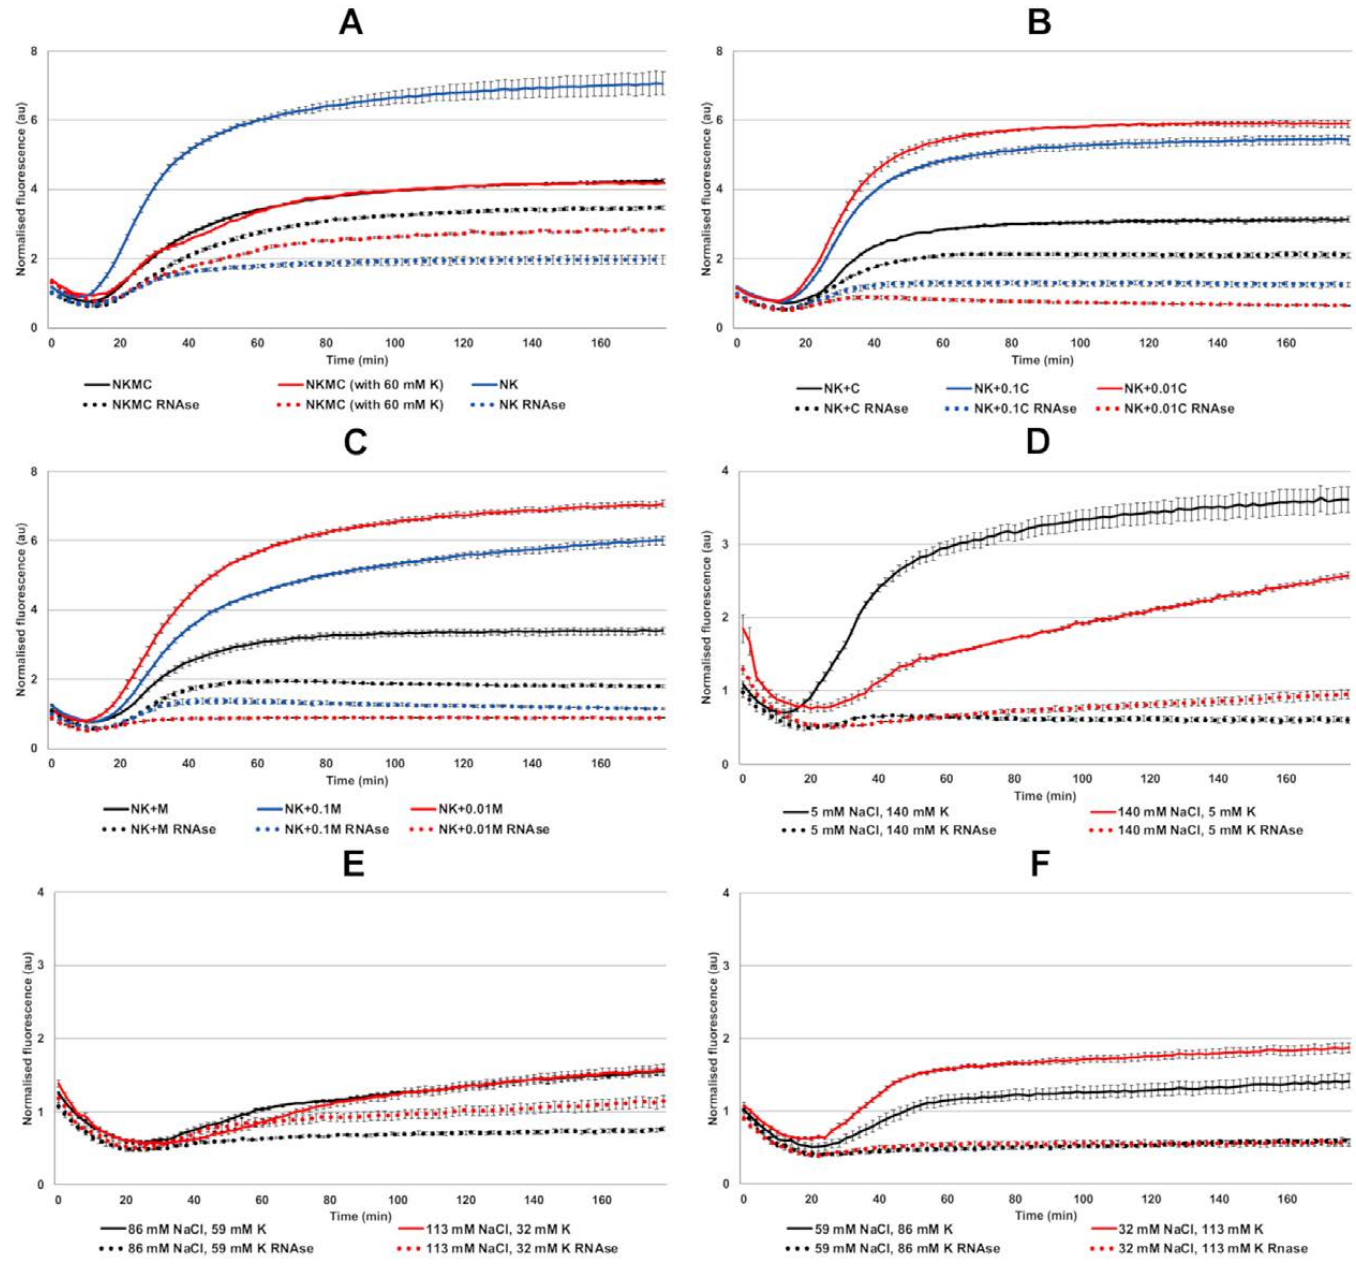 A
Normalised fluorescence (au)
8
6
4
2
0
0 20 40 60 80 100 120 140 160
Time (min)
NKMC NKMC (with 60 mM K) NK
NKMC RNAse NKMC (with 60 mM K) NK RNAse
B
Normalised fluorescence (au)
8
6
4
2
0
0 20 40 60 80 100 120 140 160
Time (min)
NK+C NK+0.1C NK+0.01C
NK+C RNAse NK+0.1C RNAse NK+0.01C RNAse
C
Normalised fluorescence (au)
8
6
4
2
0
0 20 40 60 80 100 120 140 160
Time (min)
NK+M NK+0.1M NK+0.01M
NK+M RNAse NK+0.1M RNAse NK+0.01M RNAse
D
Normalised fluorescence (au)
4
3
2
1
0
0 20 40 60 80 100 120 140 160
Time (min)
5 mM NaCl, 140 mM K 140 mM NaCl, 5 mM K
5 mM NaCl, 140 mM K RNAse 140 mM NaCl, 5 mM K RNAse
E
Normalised fluorescence (au)
4
3
2
1
0
0 20 40 60 80 100 120 140 160
Time (min)
86 mM NaCl, 59 mM K 113 mM NaCl, 32 mM K
86 mM NaCl, 59 mM K RNAse 113 mM NaCl, 32 mM K RNAse
F
Normalised fluorescence (au)
4
3
2
1
0
0 20 40 60 80 100 120 140 160
Time (min)
59 mM NaCl, 86 mM K 32 mM NaCl, 113 mM K
59 mM NaCl, 86 mM K RNAse 32 mM NaCl, 113 mM K Rnase